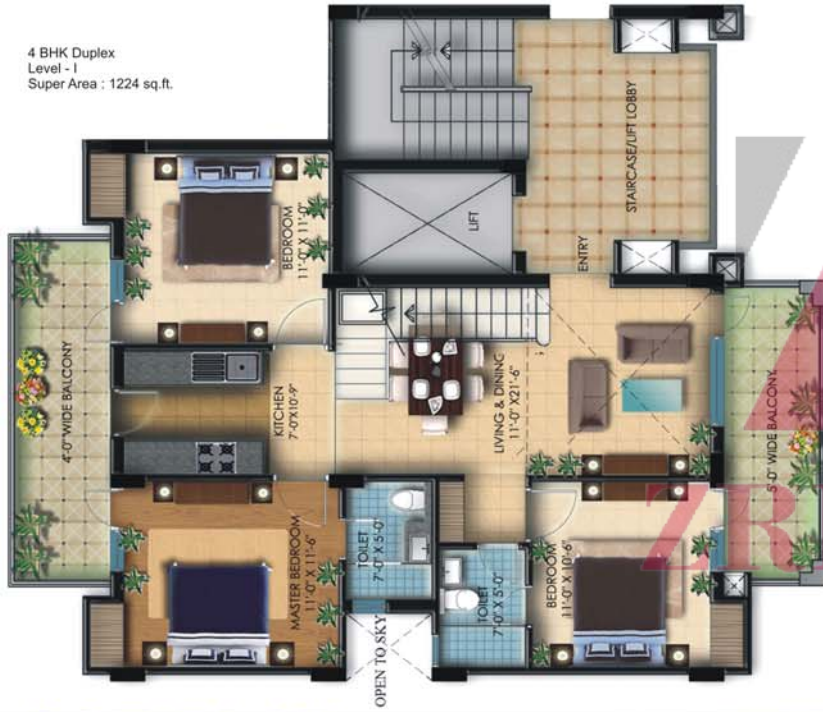 4 BHK Duplex
Level - I
Super Area : 1224 sq.ft.
STAIRCASE/LIFT LOBBY
LIFT
ENTRY
BEDROOM
11'-0" X 11'-0"
4'-0" WIDE BALCONY
KITCHEN
7'-0"X10'-9"
LIVING & DINING
11'-0" X21'-6"
5'-0" WIDE BALCONY
MASTER BEDROOM
11'-0" X 11'-6"
TOILET
7'-0" X 5'-0"
TOILET
7'-0" X 5'-0"
BEDROOM
11'-0" X 10'-6"
OPEN TO SKY
ZR